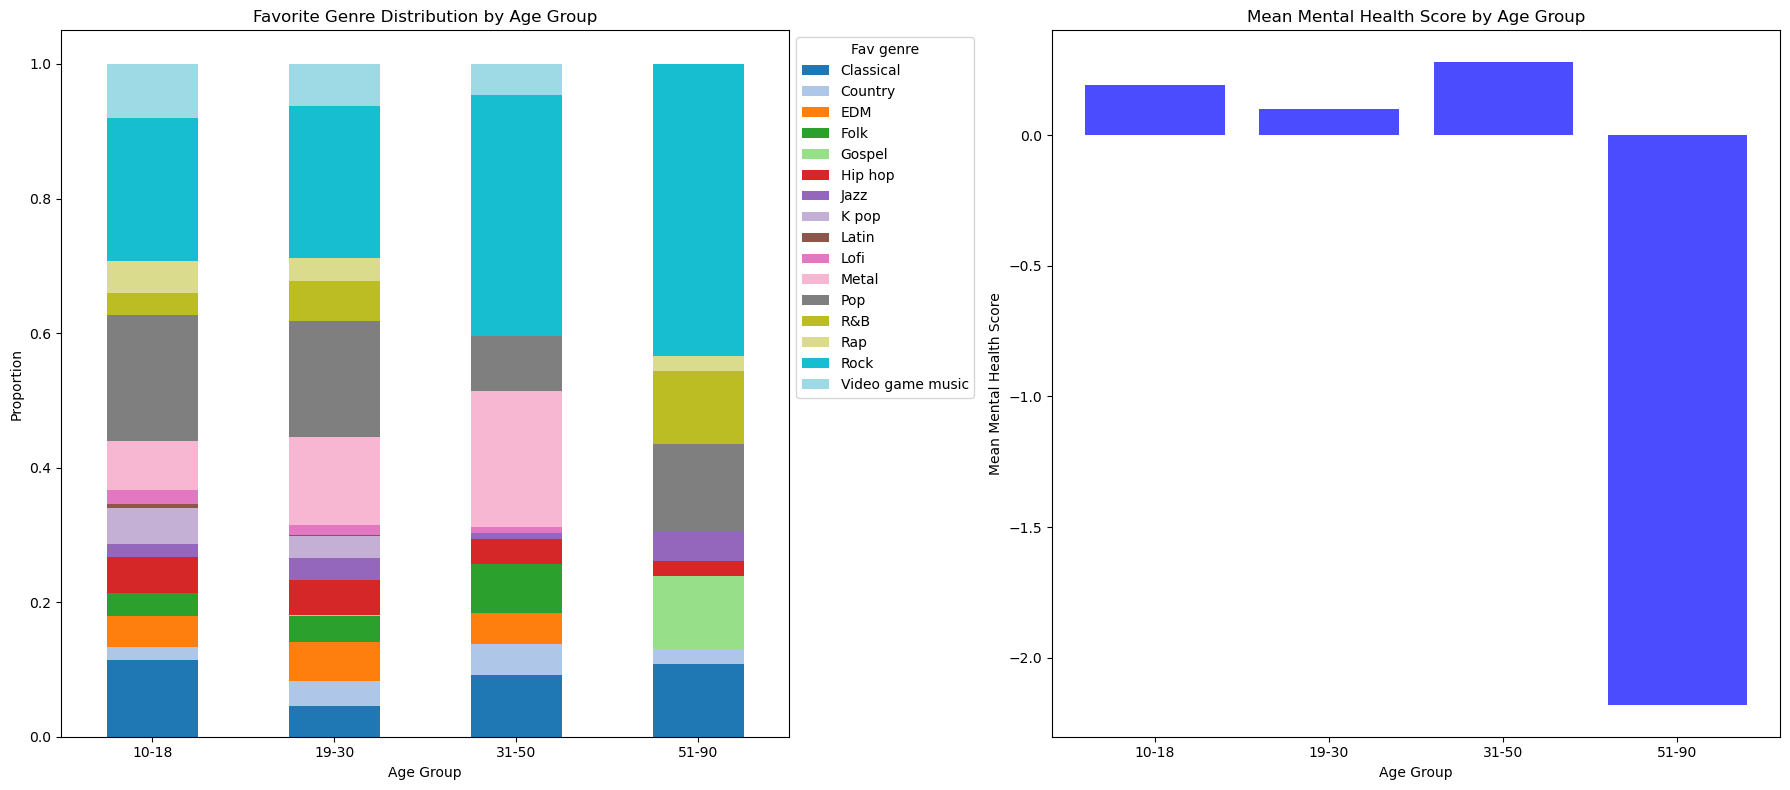 Favorite Genre Distribution by Age Group
1.0
0.8
0.6
0.4
0.2
0.0
Proportion
10-18
19-30
31-50
51-90
Age Group
Fav genre
Classical
Country
EDM
Folk
Gospel
Hip hop
Jazz
K pop
Latin
Lofi
Metal
Pop
R&B
Rap
Rock
Video game music
Mean Mental Health Score by Age Group
0.0
−0.5
−1.0
−1.5
−2.0
Mean Mental Health Score
10-18
19-30
31-50
51-90
Age Group